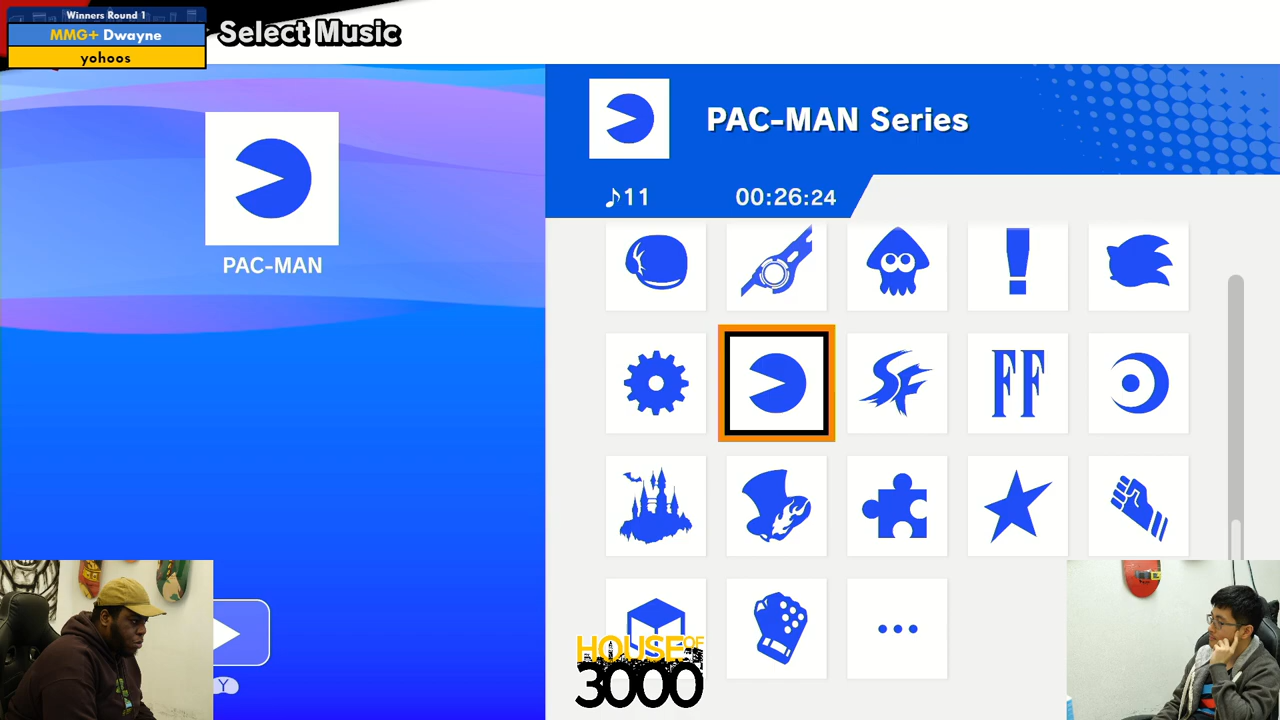 Winners Round 1
MMG+ Dwayne
yohoos
Select Music
PAC-MAN
PAC-MAN Series
♪11
00:26:24
SF
FF
Y
HOUSE OF
3000